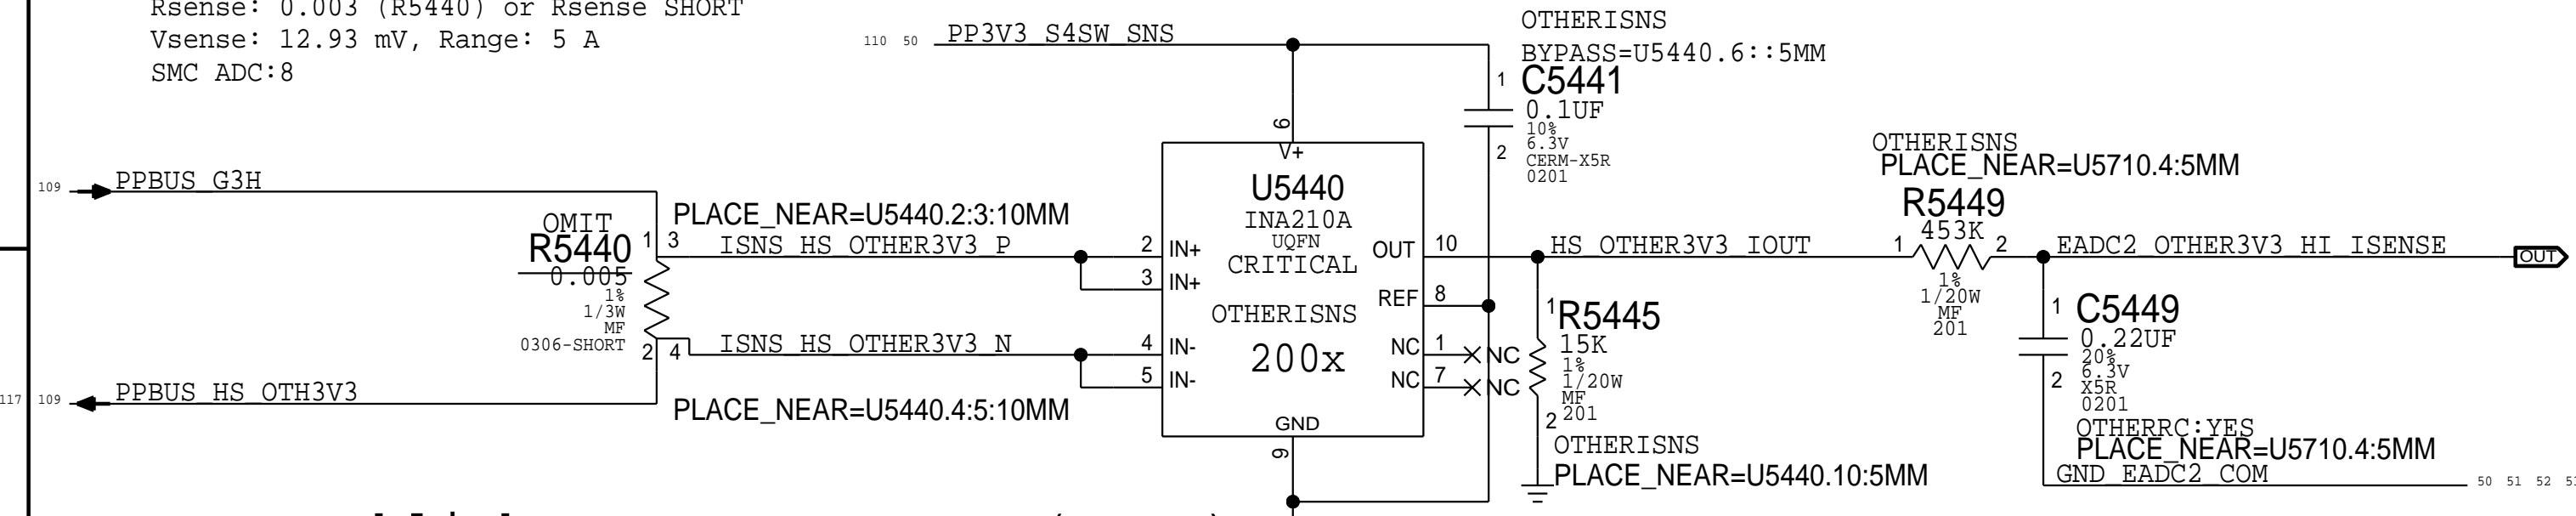 Rsense: 0.003 (R5440) or Rsense SHORT
Vsense: 12.93 mV, Range: 5 A
SMC ADC:8
110 50 PP3V3_S4SW_SNS
OTHERISNS
BYPASS=U5440.6::5MM
1 C5441
0.1UF
10%
6.3V
2 CERM-X5R
0201
6
V+
U5440
INA210A
UQFN
CRITICAL
OTHERISNS
200x
2 IN+
3 IN+
4 IN-
5 IN-
OUT 10
REF 8
NC 1 NC
NC 7 NC
GND
9
109 PPBUS_G3H
PLACE_NEAR=U5440.2:3:10MM
OMIT
R5440
0.005
1%
1/3W
MF
0306-SHORT
1 3
2 4
ISNS_HS_OTHER3V3_P
ISNS_HS_OTHER3V3_N
117 109 PPBUS_HS_OTH3V3
PLACE_NEAR=U5440.4:5:10MM
HS_OTHER3V3_IOUT
1 R5445
15K
1%
1/20W
MF
2 201
OTHERISNS
PLACE_NEAR=U5440.10:5MM
OTHERISNS
PLACE_NEAR=U5710.4:5MM
R5449
1 453K 2
1%
1/20W
MF
201
EADC2_OTHER3V3_HI_ISENSE
OUT
1 C5449
0.22UF
20%
6.3V
2 X5R
0201
OTHERRC:YES
PLACE_NEAR=U5710.4:5MM
GND_EADC2_COM
50 51 52